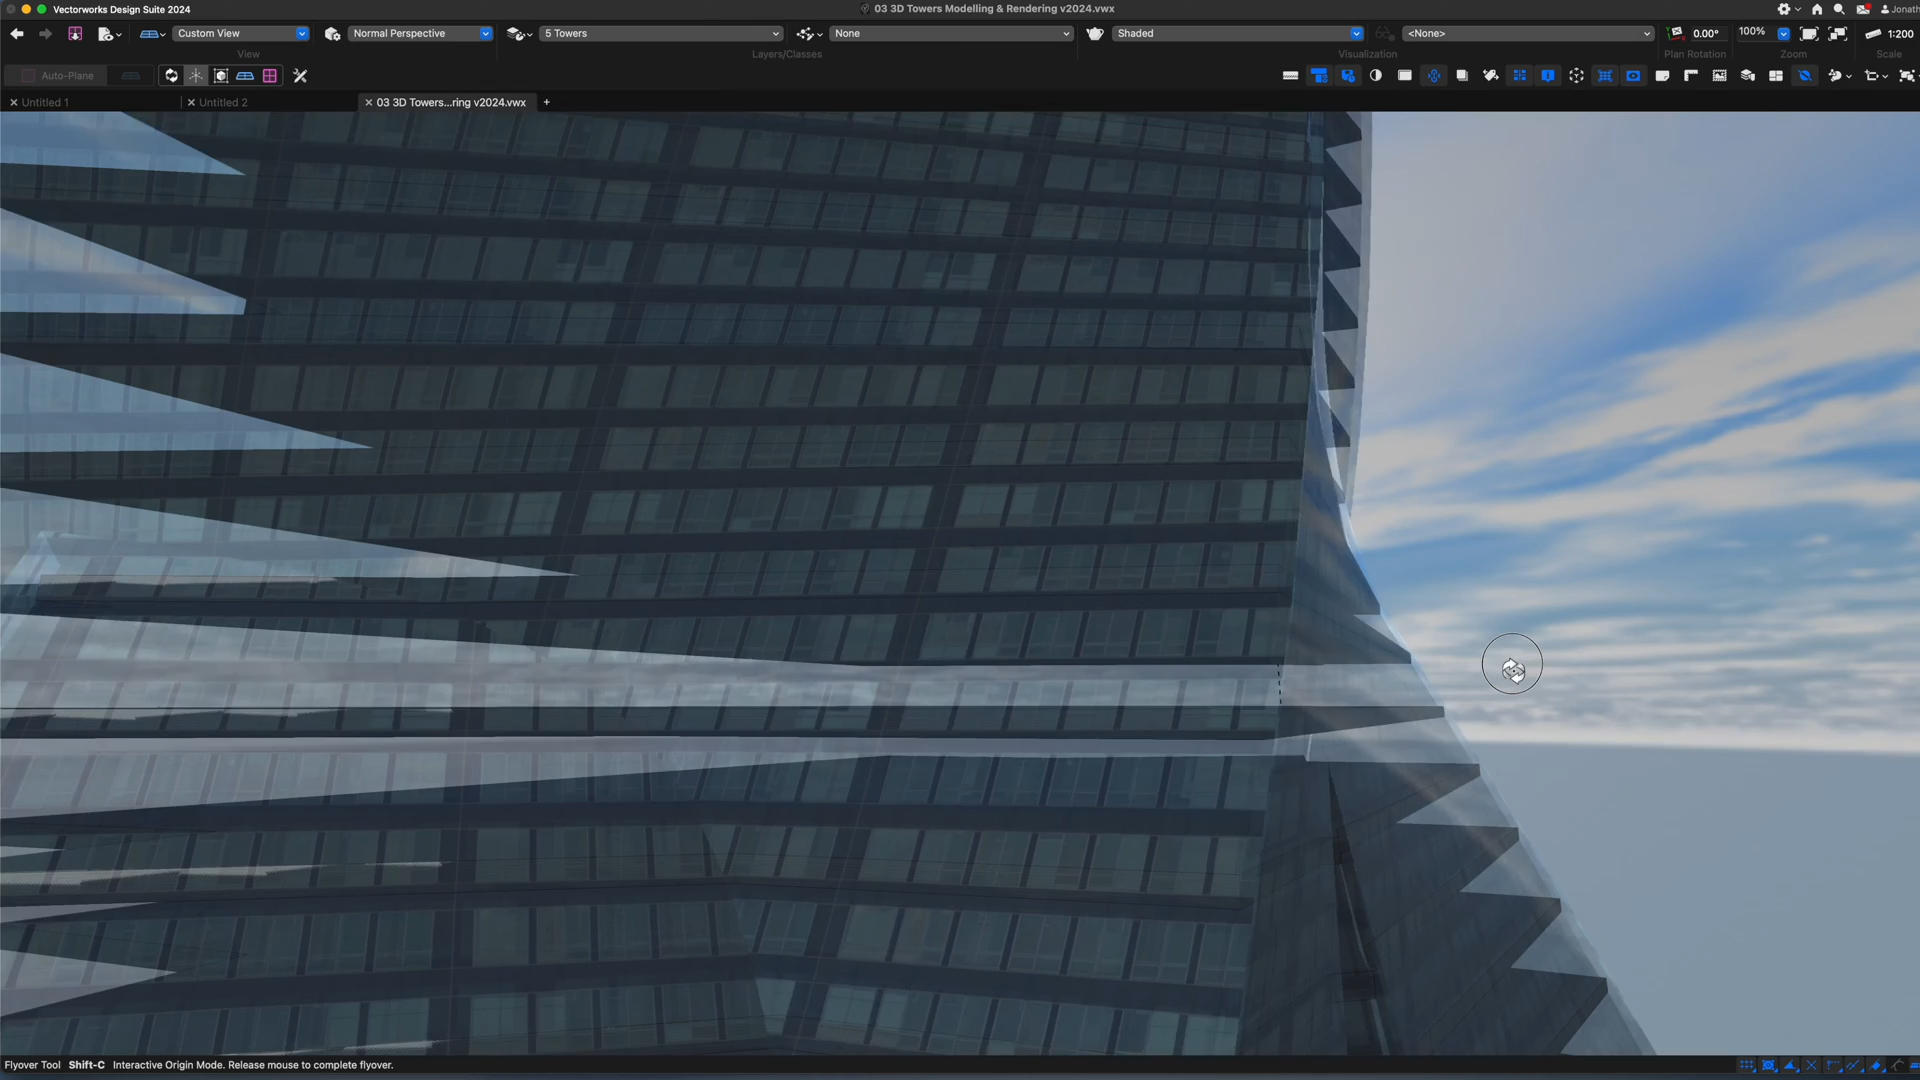 Vectorworks Design Suite 2024
03 3D Towers Modelling & Rendering v2024.vwx
Jonath
Custom View
Normal Perspective
5 Towers
None
Shaded
<None>
0.00°
100%
1:200
View
Layers/Classes
Visualization
Plan Rotation
Zoom
Scale
Auto-Plane
Untitled 1
Untitled 2
03 3D Towers...ring v2024.vwx
Flyover Tool Shift-C Interactive Origin Mode. Release mouse to complete flyover.